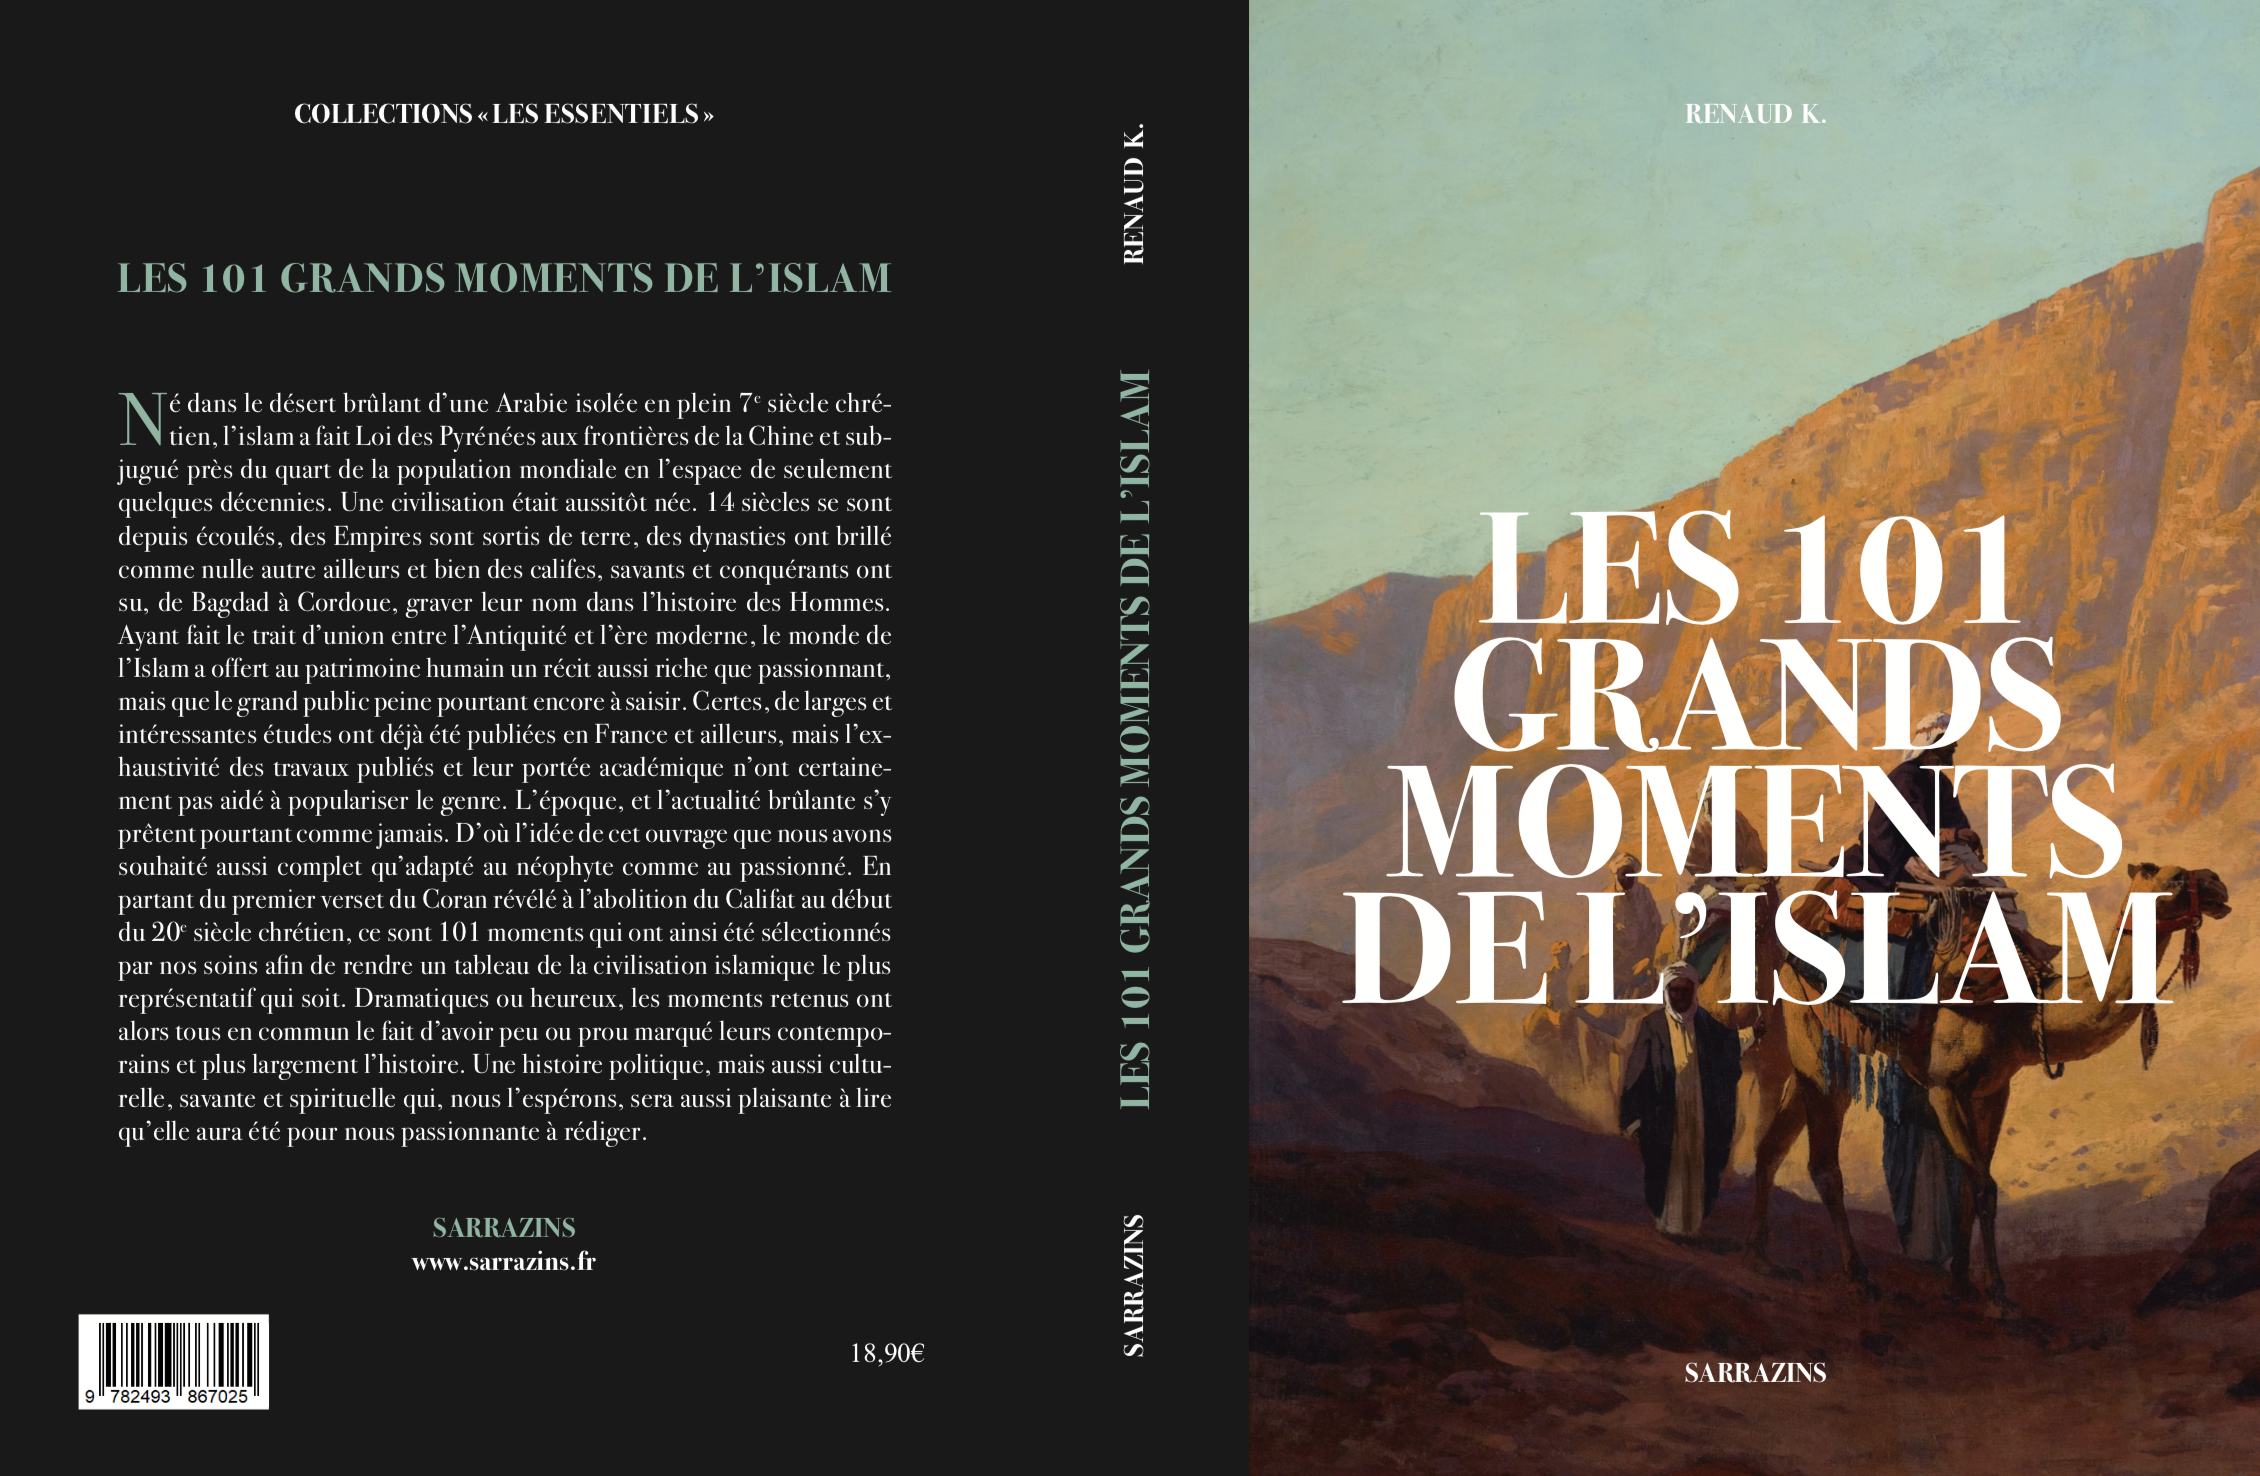 COLLECTIONS « LES ESSENTIELS »
LES 101 GRANDS MOMENTS DE L’ISLAM
Né dans le désert brûlant d’une Arabie isolée en plein 7e siècle chré-
tien, l’islam a fait Loi des Pyrénées aux frontières de la Chine et sub-
jugué près du quart de la population mondiale en l’espace de seulement
quelques décennies. Une civilisation était aussitôt née. 14 siècles se sont
depuis écoulés, des Empires sont sortis de terre, des dynasties ont brillé
comme nulle autre ailleurs et bien des califes, savants et conquérants ont
su, de Bagdad à Cordoue, graver leur nom dans l’histoire des Hommes.
Ayant fait le trait d’union entre l’Antiquité et l’ère moderne, le monde de
l’Islam a offert au patrimoine humain un récit aussi riche que passionnant,
mais que le grand public peine pourtant encore à saisir. Certes, de larges et
intéressantes études ont déjà été publiées en France et ailleurs, mais l’ex-
haustivité des travaux publiés et leur portée académique n’ont certaine-
ment pas aidé à populariser le genre. L’époque, et l’actualité brûlante s’y
prêtent pourtant comme jamais. D’où l’idée de cet ouvrage que nous avons
souhaité aussi complet qu’adapté au néophyte comme au passionné. En
partant du premier verset du Coran révélé à l’abolition du Califat au début
du 20e siècle chrétien, ce sont 101 moments qui ont ainsi été sélectionnés
par nos soins afin de rendre un tableau de la civilisation islamique le plus
représentatif qui soit. Dramatiques ou heureux, les moments retenus ont
alors tous en commun le fait d’avoir peu ou prou marqué leurs contempo-
rains et plus largement l’histoire. Une histoire politique, mais aussi cultu-
relle, savante et spirituelle qui, nous l’espérons, sera aussi plaisante à lire
qu’elle aura été pour nous passionnante à rédiger.
SARRAZINS
www.sarrazins.fr
9 782493 867025
18,90€
RENAUD K.
LES 101 GRANDS MOMENTS DE L’ISLAM
SARRAZINS
RENAUD K.
LES 101
GRANDS
MOMENTS
DE L’ISLAM
SARRAZINS